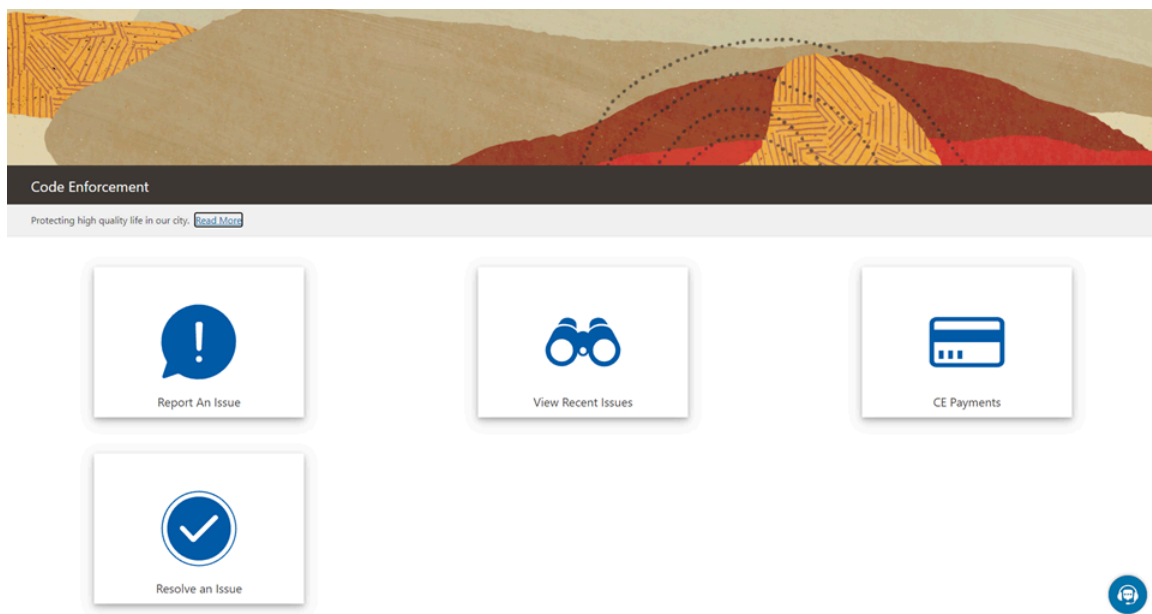 Code Enforcement
Protecting high quality life in our city. Read More
Report An Issue
View Recent Issues
CE Payments
Resolve an Issue